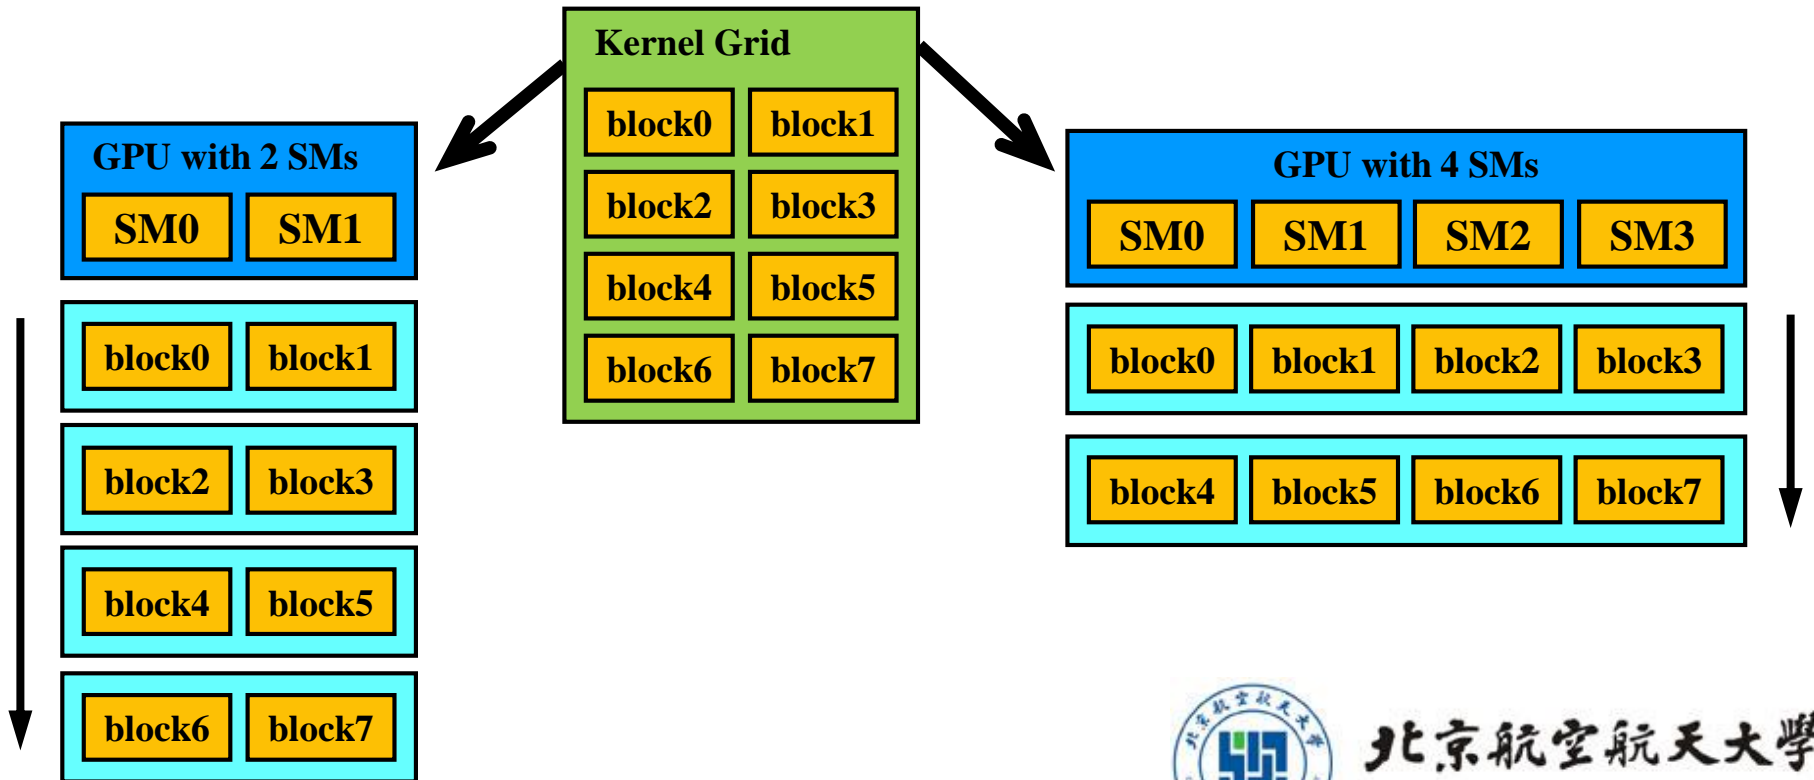 Kernel Grid
block0 block1
block2 block3
block4 block5
block6 block7
GPU with 2 SMs
SM0 SM1
block0 block1
block2 block3
block4 block5
block6 block7
GPU with 4 SMs
SM0 SM1 SM2 SM3
block0 block1 block2 block3
block4 block5 block6 block7
北京航空航天大學